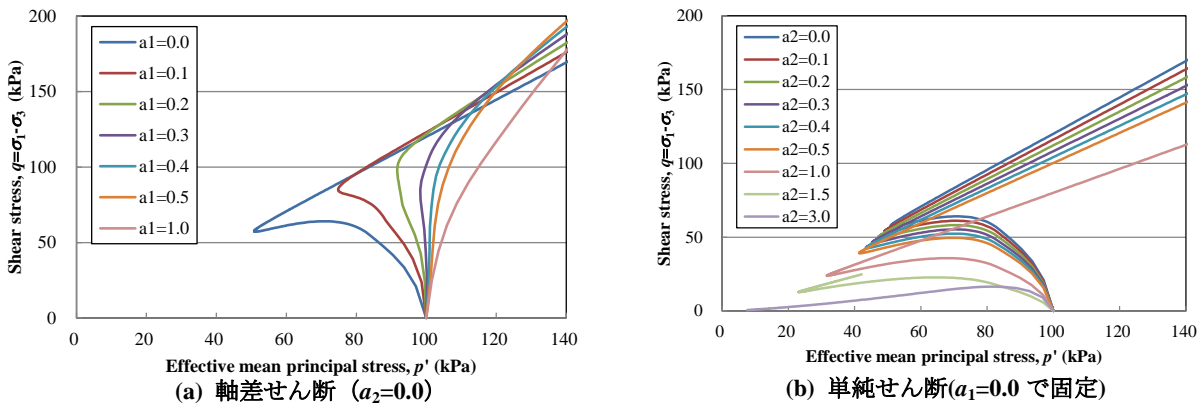 200
150
100
50
0
Shear stress, q=σ1-σ3 (kPa)
a1=0.0
a1=0.1
a1=0.2
a1=0.3
a1=0.4
a1=0.5
a1=1.0
0 20 40 60 80 100 120 140
Effective mean principal stress, p' (kPa)
(a) 軸差せん断（a2=0.0）
200
150
100
50
0
Shear stress, q=σ1-σ3 (kPa)
a2=0.0
a2=0.1
a2=0.2
a2=0.3
a2=0.4
a2=0.5
a2=1.0
a2=1.5
a2=3.0
0 20 40 60 80 100 120 140
Effective mean principal stress, p' (kPa)
(b) 単純せん断(a1=0.0 で固定)